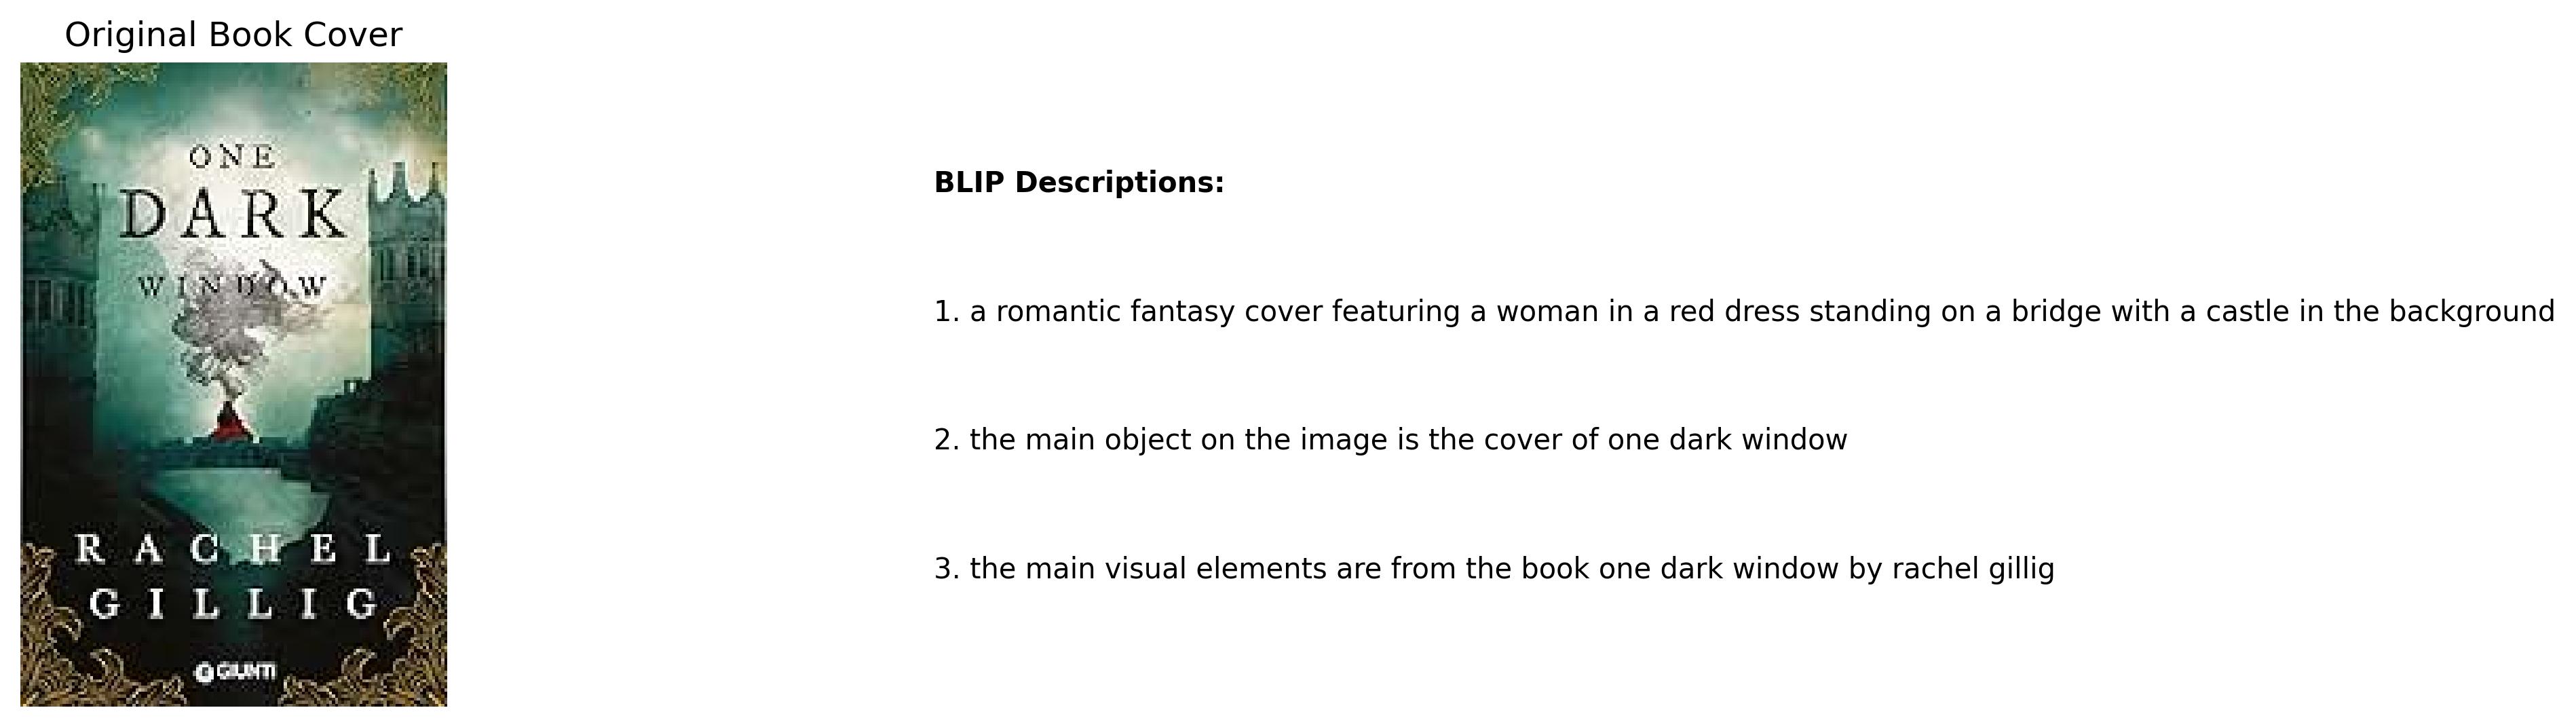 Original Book Cover
ONE
DARK
WINDOW
RACHEL
GILLIG
GIUNTI
BLIP Descriptions:
1. a romantic fantasy cover featuring a woman in a red dress standing on a bridge with a castle in the background
2. the main object on the image is the cover of one dark window
3. the main visual elements are from the book one dark window by rachel gillig